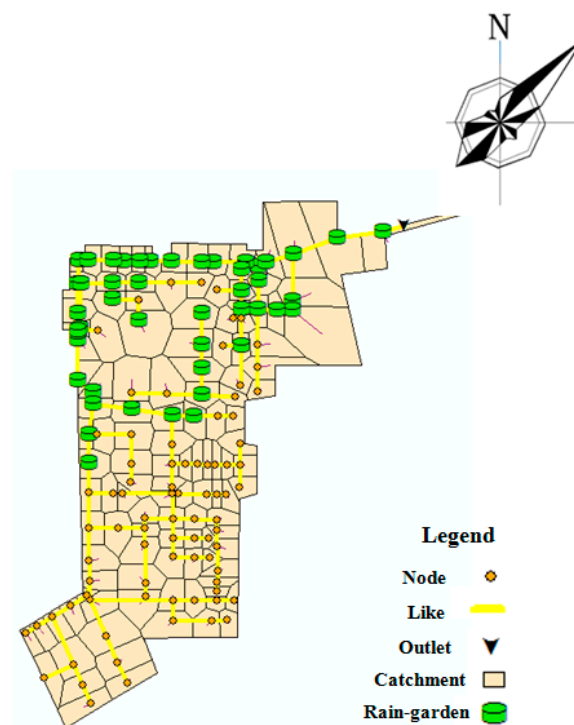 N
Legend
Node
Like
Outlet
Catchment
Rain-garden